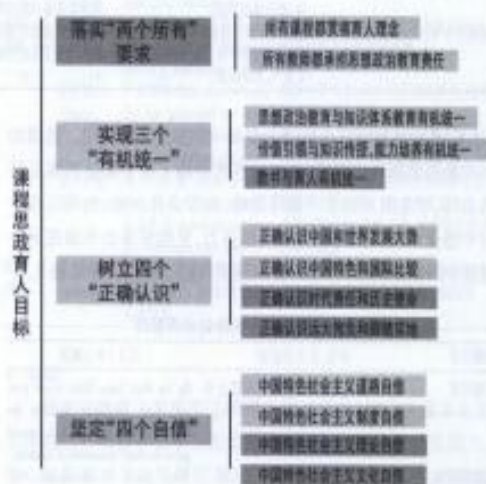 课程思政育人目标
落实“两个所有”
要求
所有课程都贯彻育人理念
所有教师都承担思想政治教育责任
实现三个
“有机统一”
思想政治教育与知识体系教育有机统一
价值引领与知识传授、能力培养有机统一
教书与育人有机统一
树立四个
“正确认识”
正确认识中国和世界发展大势
正确认识中国特色和国际比较
正确认识时代责任和历史使命
正确认识远大抱负和脚踏实地
坚定“四个自信”
中国特色社会主义道路自信
中国特色社会主义制度自信
中国特色社会主义理论自信
中国特色社会主义文化自信